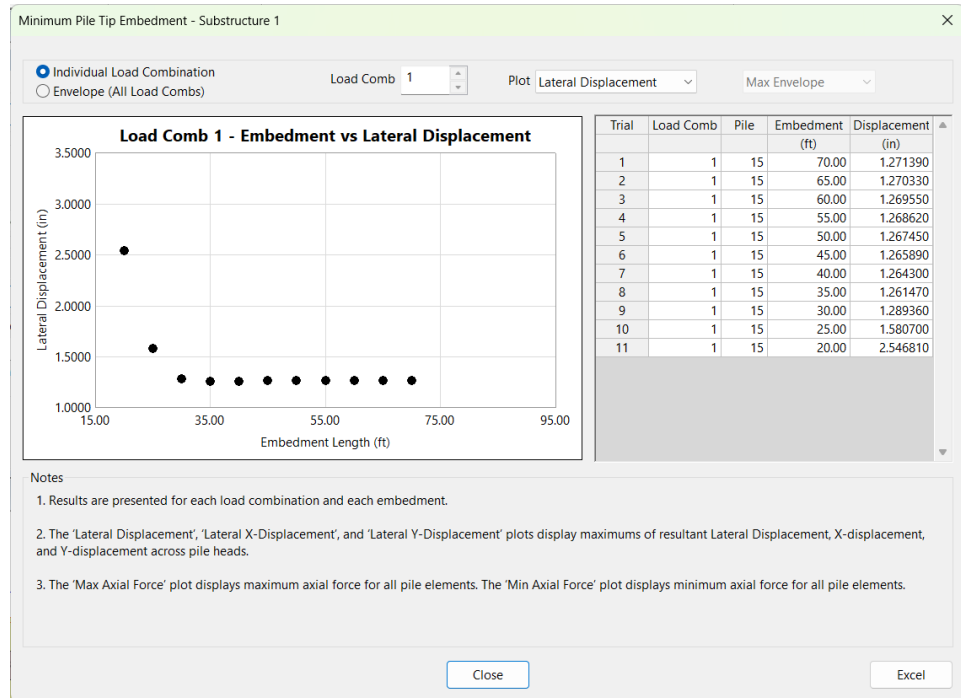 Minimum Pile Tip Embedment - Substructure 1
Individual Load Combination
Envelope (All Load Combs)
Load Comb 1
Plot Lateral Displacement
Max Envelope
Load Comb 1 - Embedment vs Lateral Displacement
Lateral Displacement (in)
3.5000
3.0000
2.5000
2.0000
1.5000
1.0000
15.00 35.00 55.00 75.00 95.00
Embedment Length (ft)
Trial Load Comb Pile Embedment Displacement
(ft) (in)
1 1 15 70.00 1.271390
2 1 15 65.00 1.270330
3 1 15 60.00 1.269550
4 1 15 55.00 1.268620
5 1 15 50.00 1.267450
6 1 15 45.00 1.265890
7 1 15 40.00 1.264300
8 1 15 35.00 1.261470
9 1 15 30.00 1.289360
10 1 15 25.00 1.580700
11 1 15 20.00 2.546810
Notes
1. Results are presented for each load combination and each embedment.
2. The 'Lateral Displacement', 'Lateral X-Displacement', and 'Lateral Y-Displacement' plots display maximums of resultant Lateral Displacement, X-displacement,
and Y-displacement across pile heads.
3. The 'Max Axial Force' plot displays maximum axial force for all pile elements. The 'Min Axial Force' plot displays minimum axial force for all pile elements.
Close
Excel